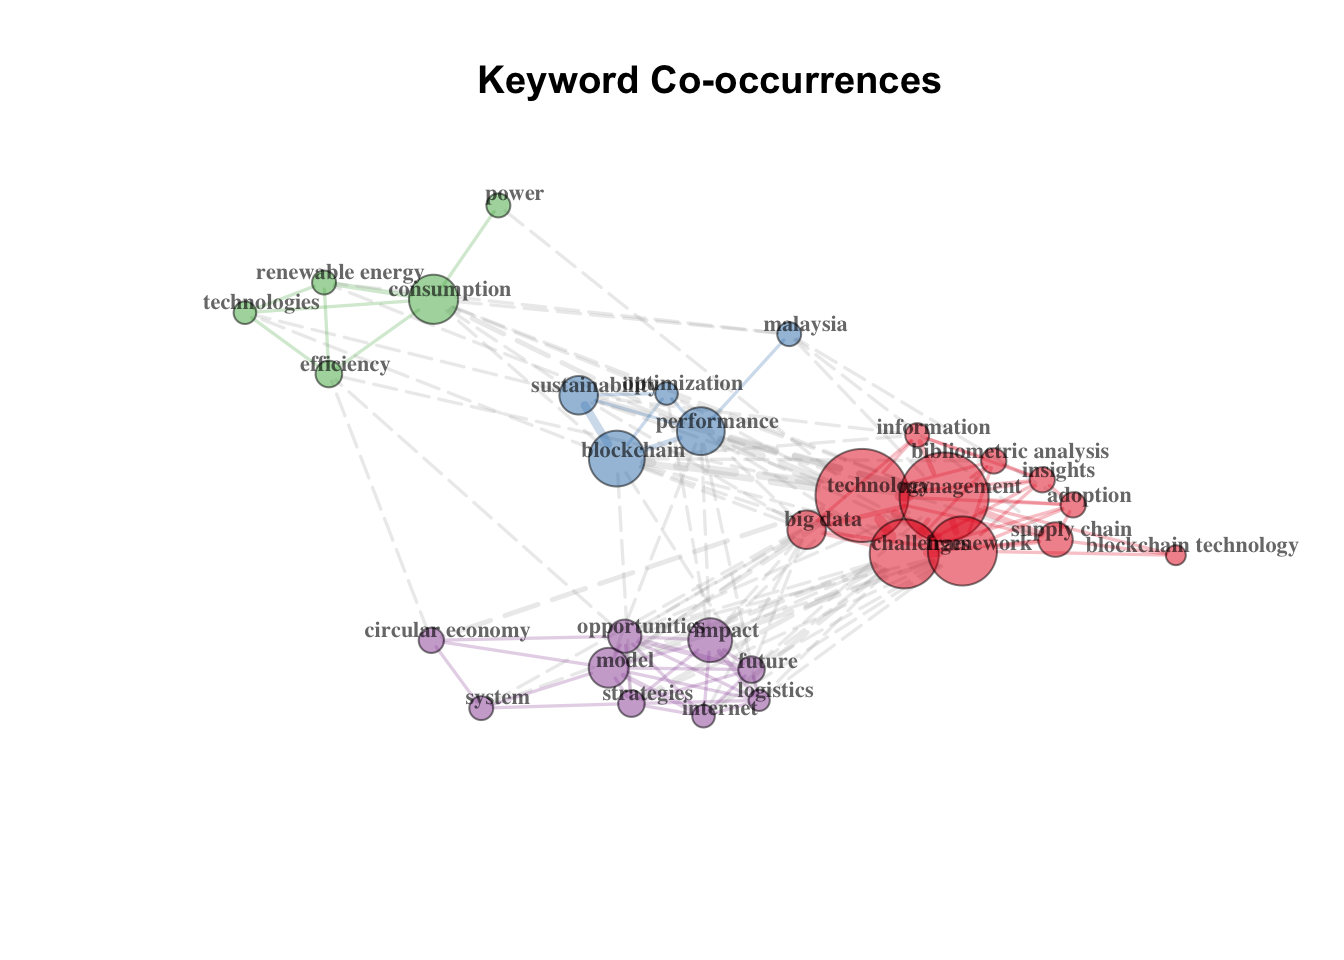 Keyword Co-occurrences
power
renewable energy
consumption
technologies
malaysia
efficiency
sustainability
optimization
performance
information
blockchain
bibliometric analysis
insights
technology
management
adoption
big data
supply chain
challenges
framework
blockchain technology
circular economy
opportunities
impact
model
future
strategies
logistics
system
internet